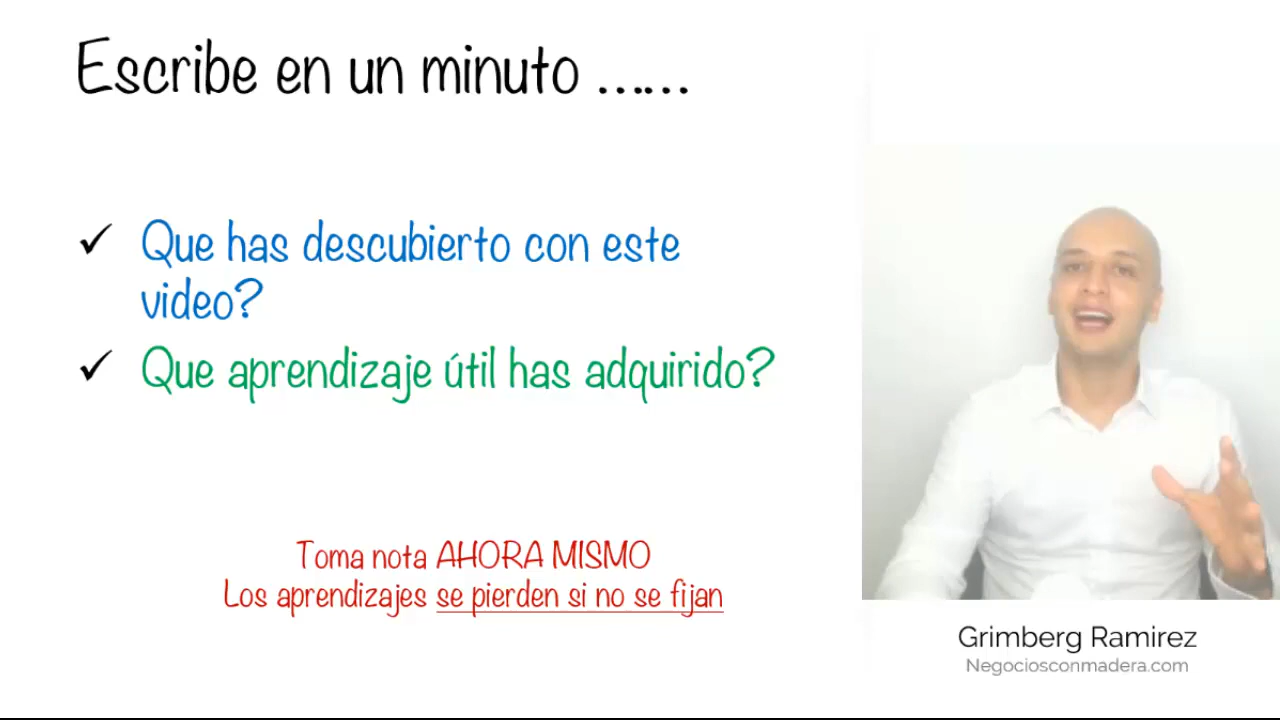 Escribe en un minuto ......
✓ Que has descubierto con este
video?
✓ Que aprendizaje útil has adquirido?
Toma nota AHORA MISMO
Los aprendizajes se pierden si no se fijan
Grimberg Ramirez
Negociosconmadera.com